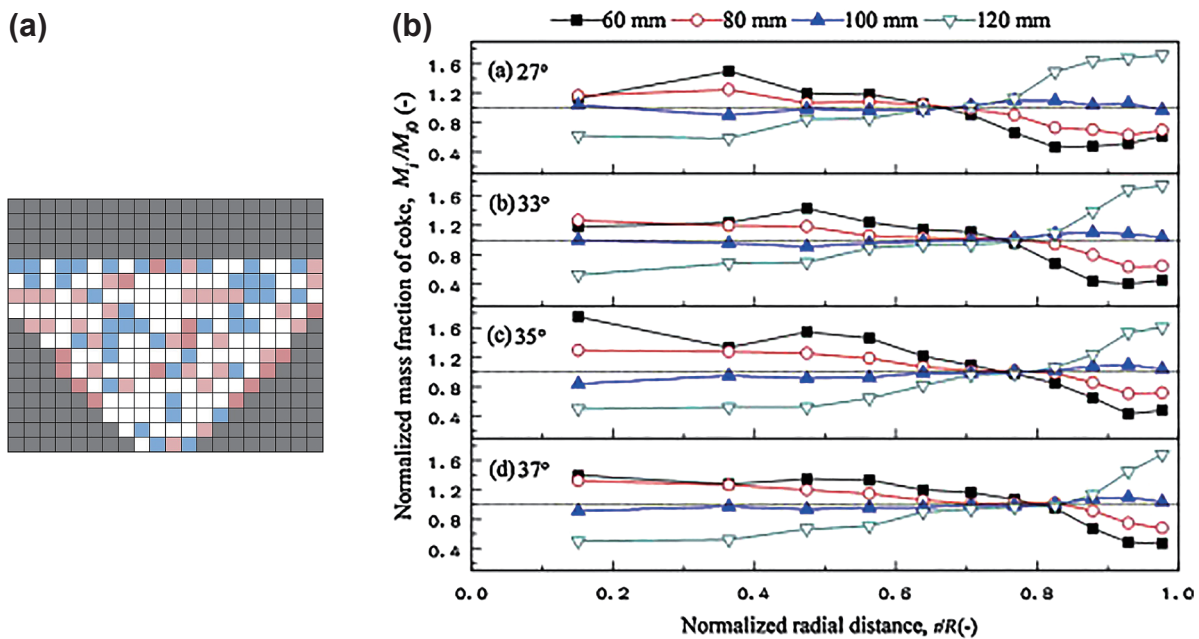 (a)
(b)
60 mm 80 mm 100 mm 120 mm
(a) 27°
1.6
1.2
0.8
0.4
(b) 33°
1.6
1.2
0.8
0.4
(c) 35°
1.6
1.2
0.8
0.4
(d) 37°
1.6
1.2
0.8
0.4
0.0 0.2 0.4 0.6 0.8 1.0
Normalized radial distance, r/R(-)
Normalized mass fraction of coke, Mi/Mi0 (-)